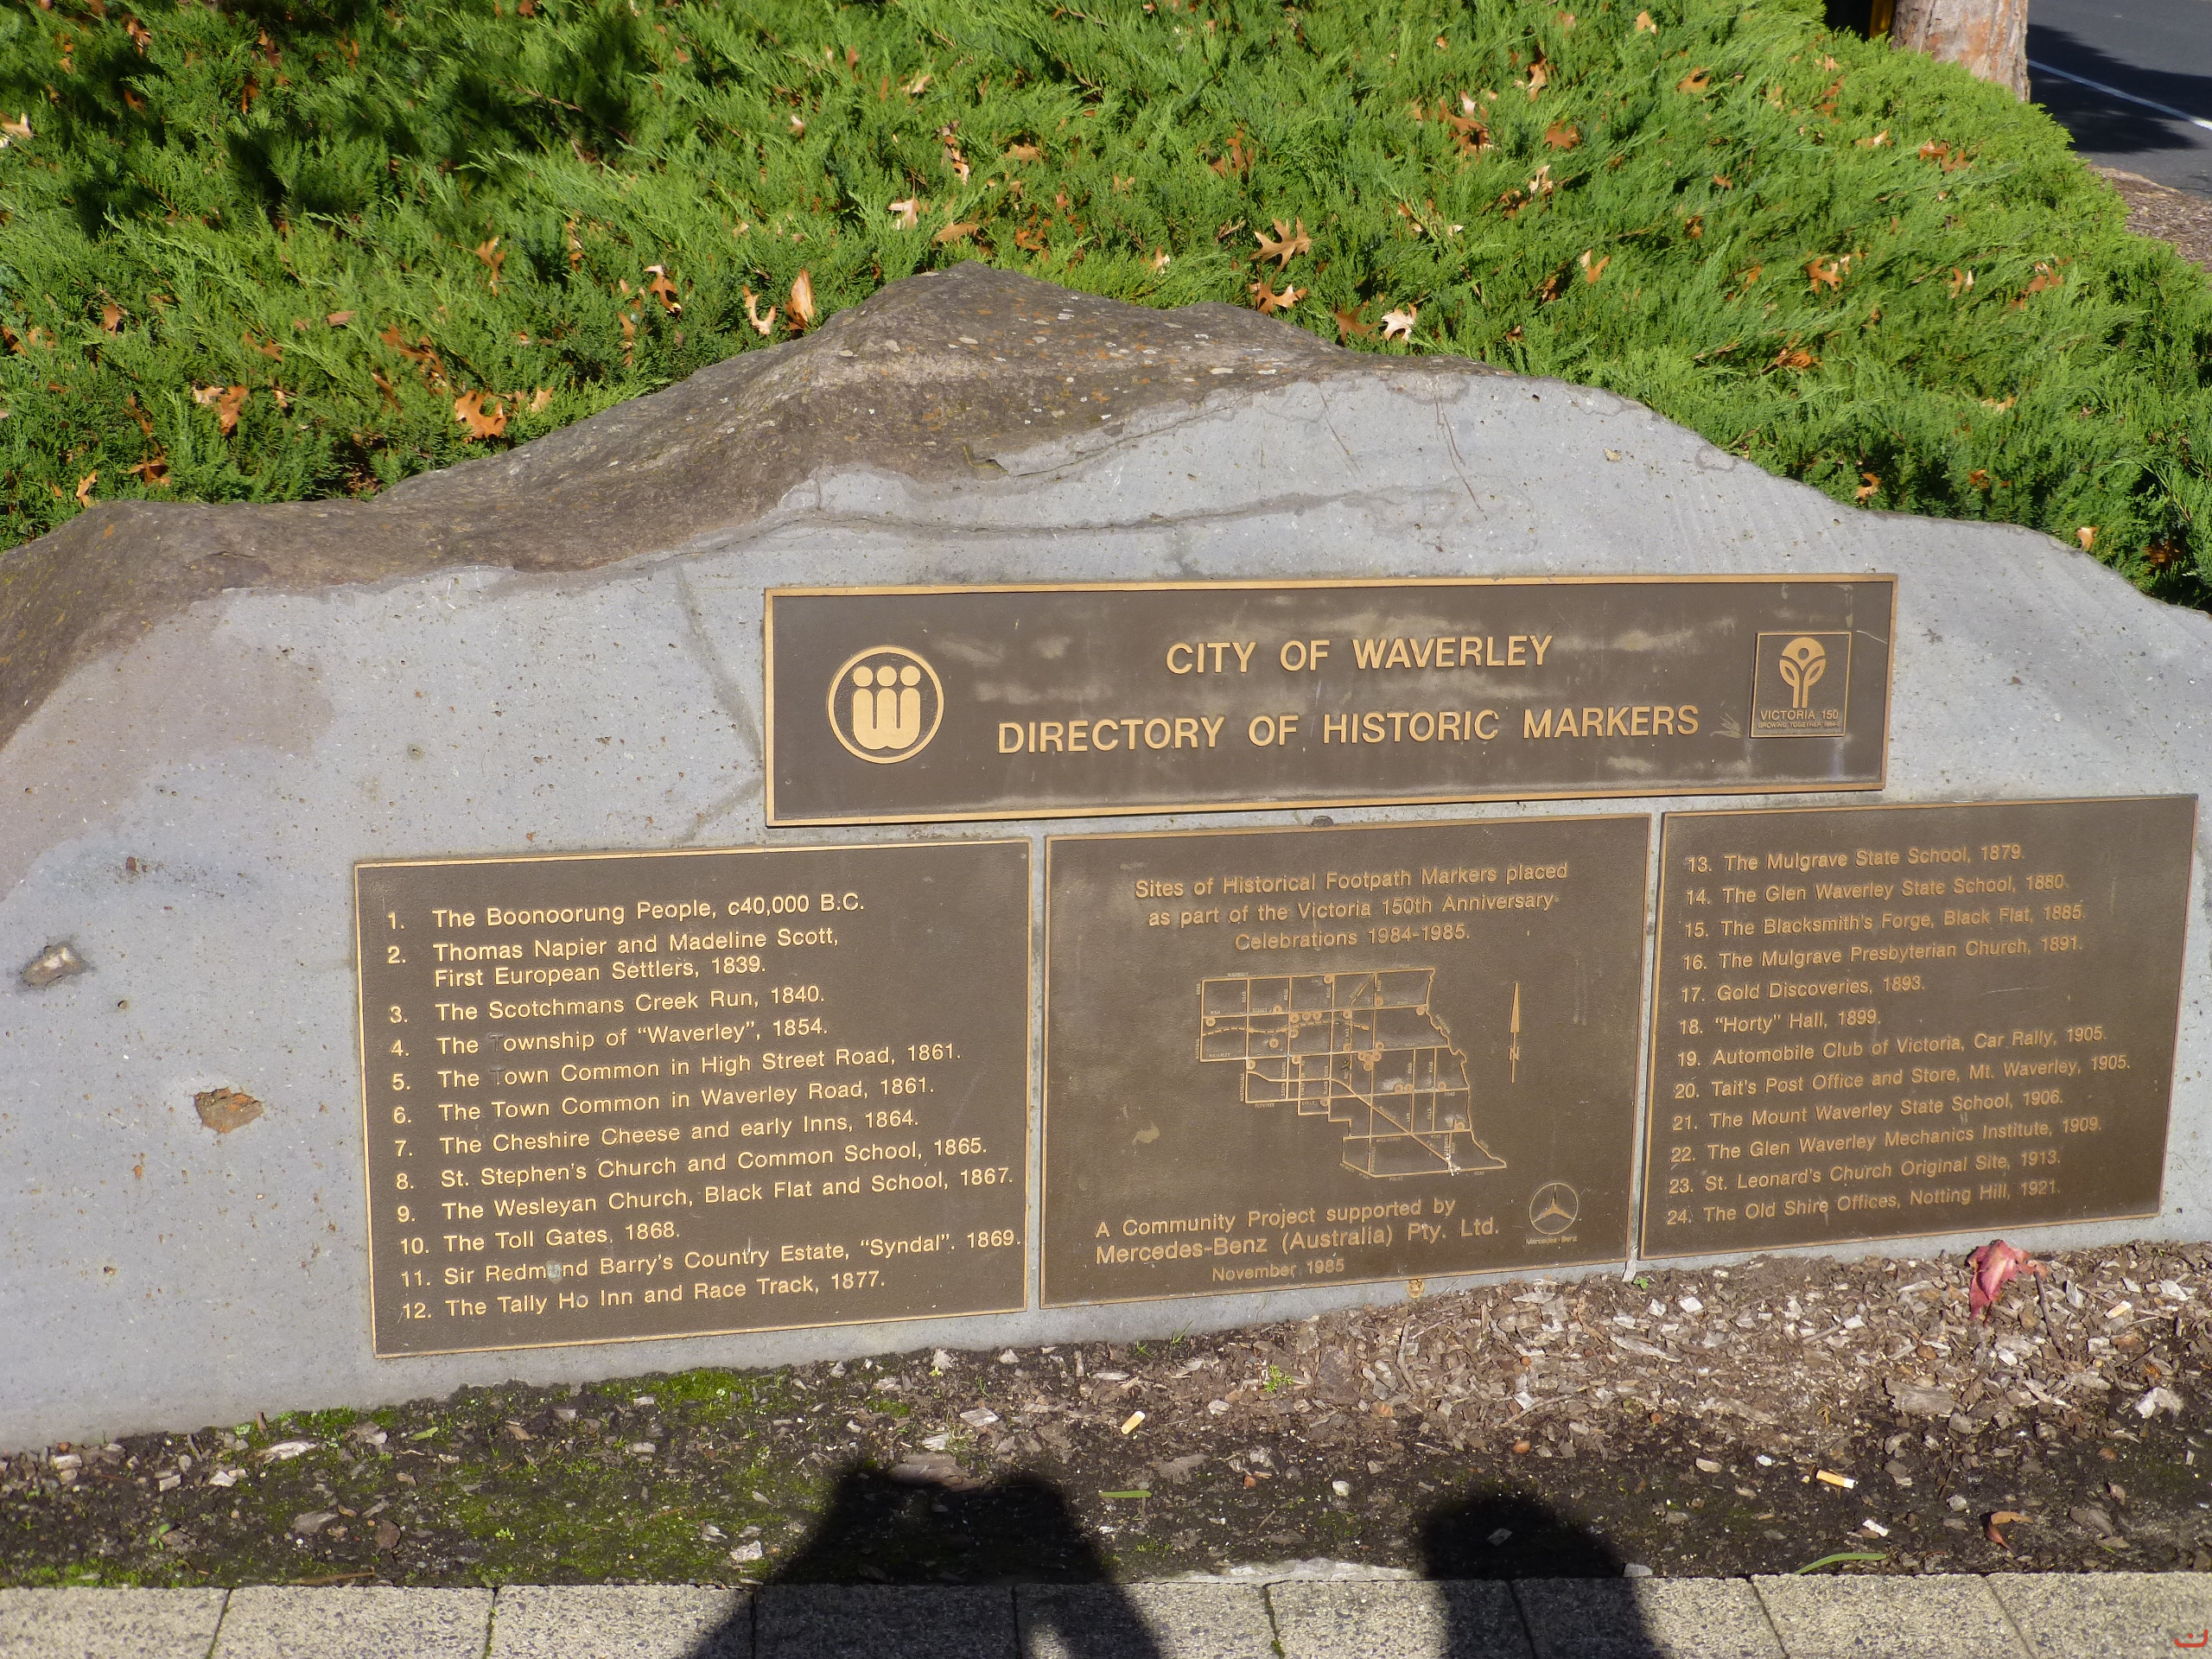 CITY OF WAVERLEY
DIRECTORY OF HISTORIC MARKERS
VICTORIA 150
1. The Boonoorung People, c40,000 B.C.
2. Thomas Napier and Madeline Scott,
First European Settlers, 1839.
3. The Scotchmans Creek Run, 1840.
4. The Township of "Waverley", 1854.
5. The Town Common in High Street Road, 1861.
6. The Town Common in Waverley Road, 1861.
7. The Cheshire Cheese and early Inns, 1864.
8. St. Stephen's Church and Common School, 1865.
9. The Wesleyan Church, Black Flat and School, 1867.
10. The Toll Gates. 1868.
11. Sir Redmund Barry's Country Estate, "Syndal". 1869.
12. The Tally Ho Inn and Race Track, 1877.
Sites of Historical Footpath Markers placed
as part of the Victoria 150th Anniversary
Celebrations 1984-1985.
N
A Community Project supported by
Mercedes-Benz (Australia) Pty. Ltd.
November 1985
Mercedes-Benz
13. The Mulgrave State School, 1879.
14. The Glen Waverley State School, 1880.
15. The Blacksmith's Forge, Black Flat, 1885.
16. The Mulgrave Presbyterian Church, 1891.
17. Gold Discoveries, 1893.
18. "Horty" Hall, 1899.
19. Automobile Club of Victoria, Car Rally, 1905.
20. Tait's Post Office and Store, Mt. Waverley, 1905.
21. The Mount Waverley State School, 1906.
22. The Glen Waverley Mechanics Institute, 1909.
23. St. Leonard's Church Original Site, 1913.
24. The Old Shire Offices, Notting Hill, 1921.